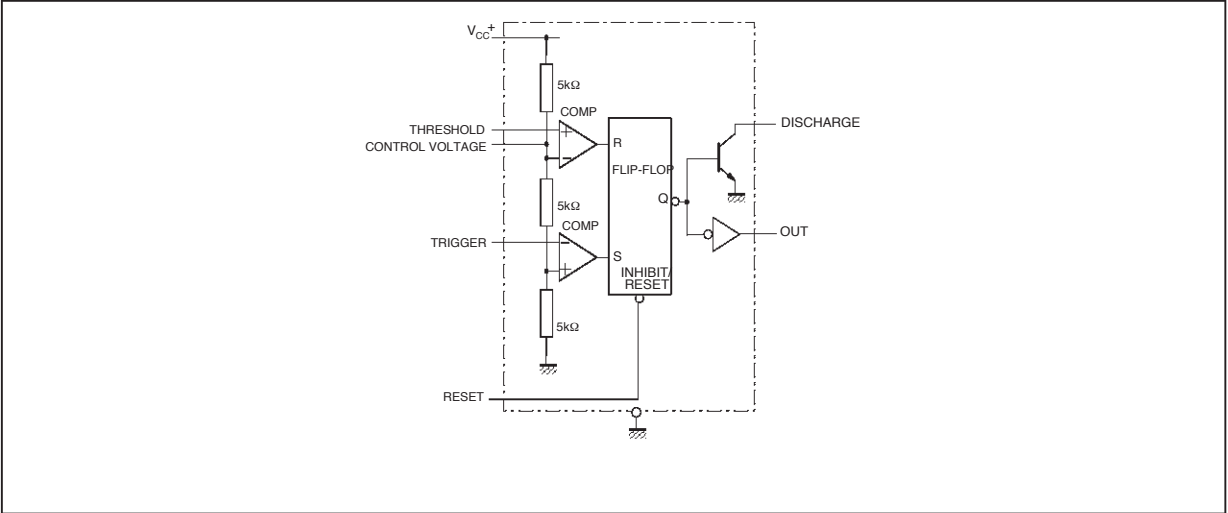 VCC+
5kΩ
COMP
THRESHOLD
CONTROL VOLTAGE
+
−
R
FLIP-FLOP
DISCHARGE
5kΩ
Q
COMP
TRIGGER
−
+
S
OUT
INHIBIT/
RESET
5kΩ
RESET